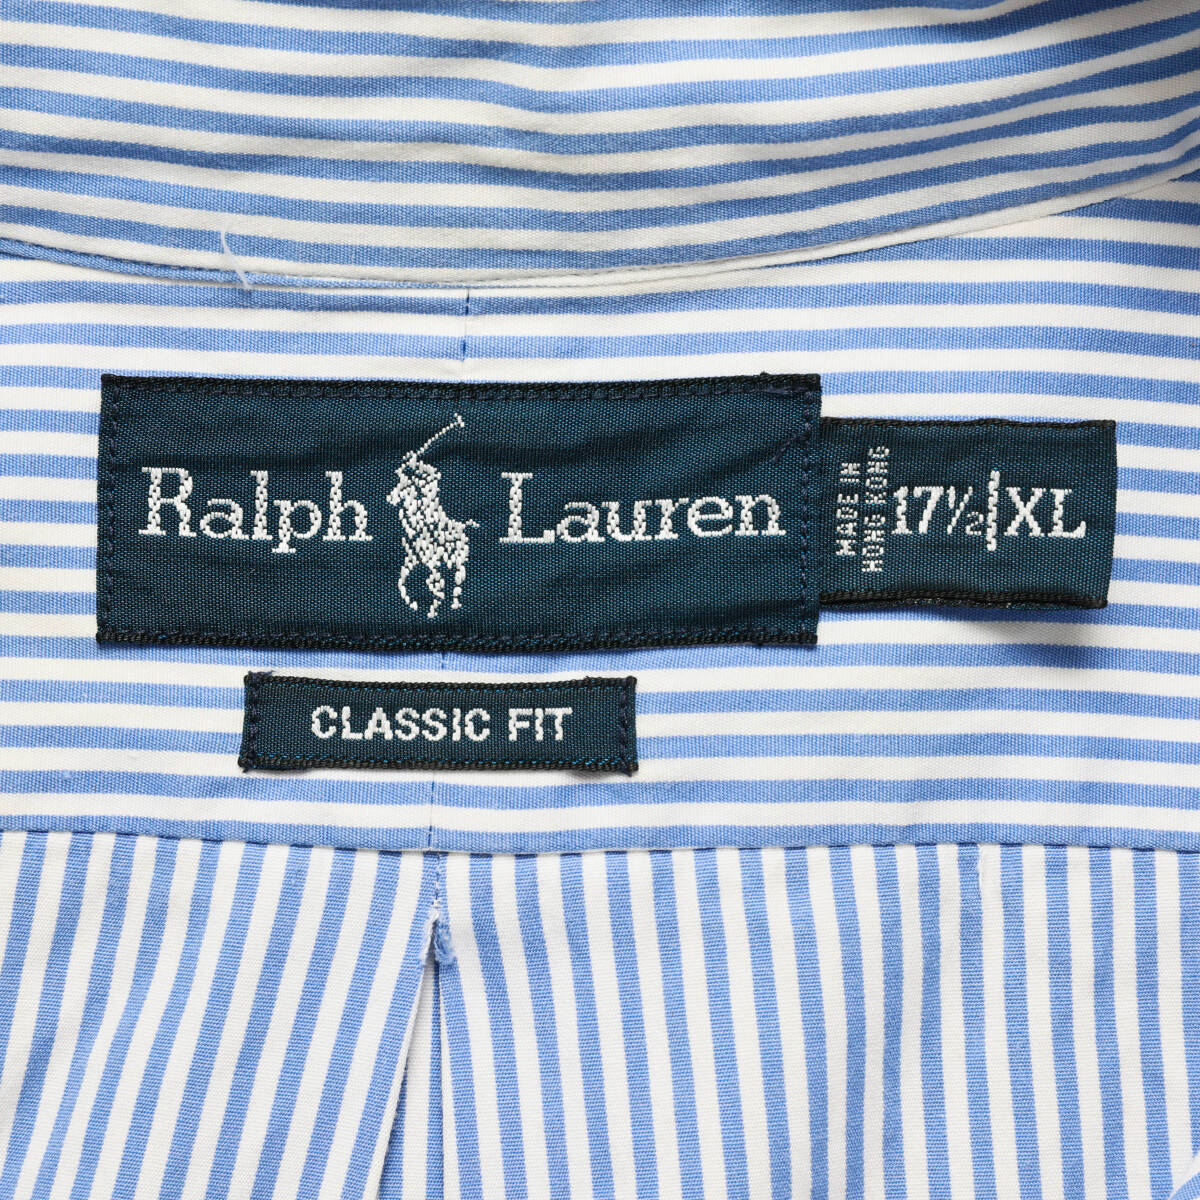 Ralph Lauren
MADE IN
HONG KONG
17½|XL
CLASSIC FIT